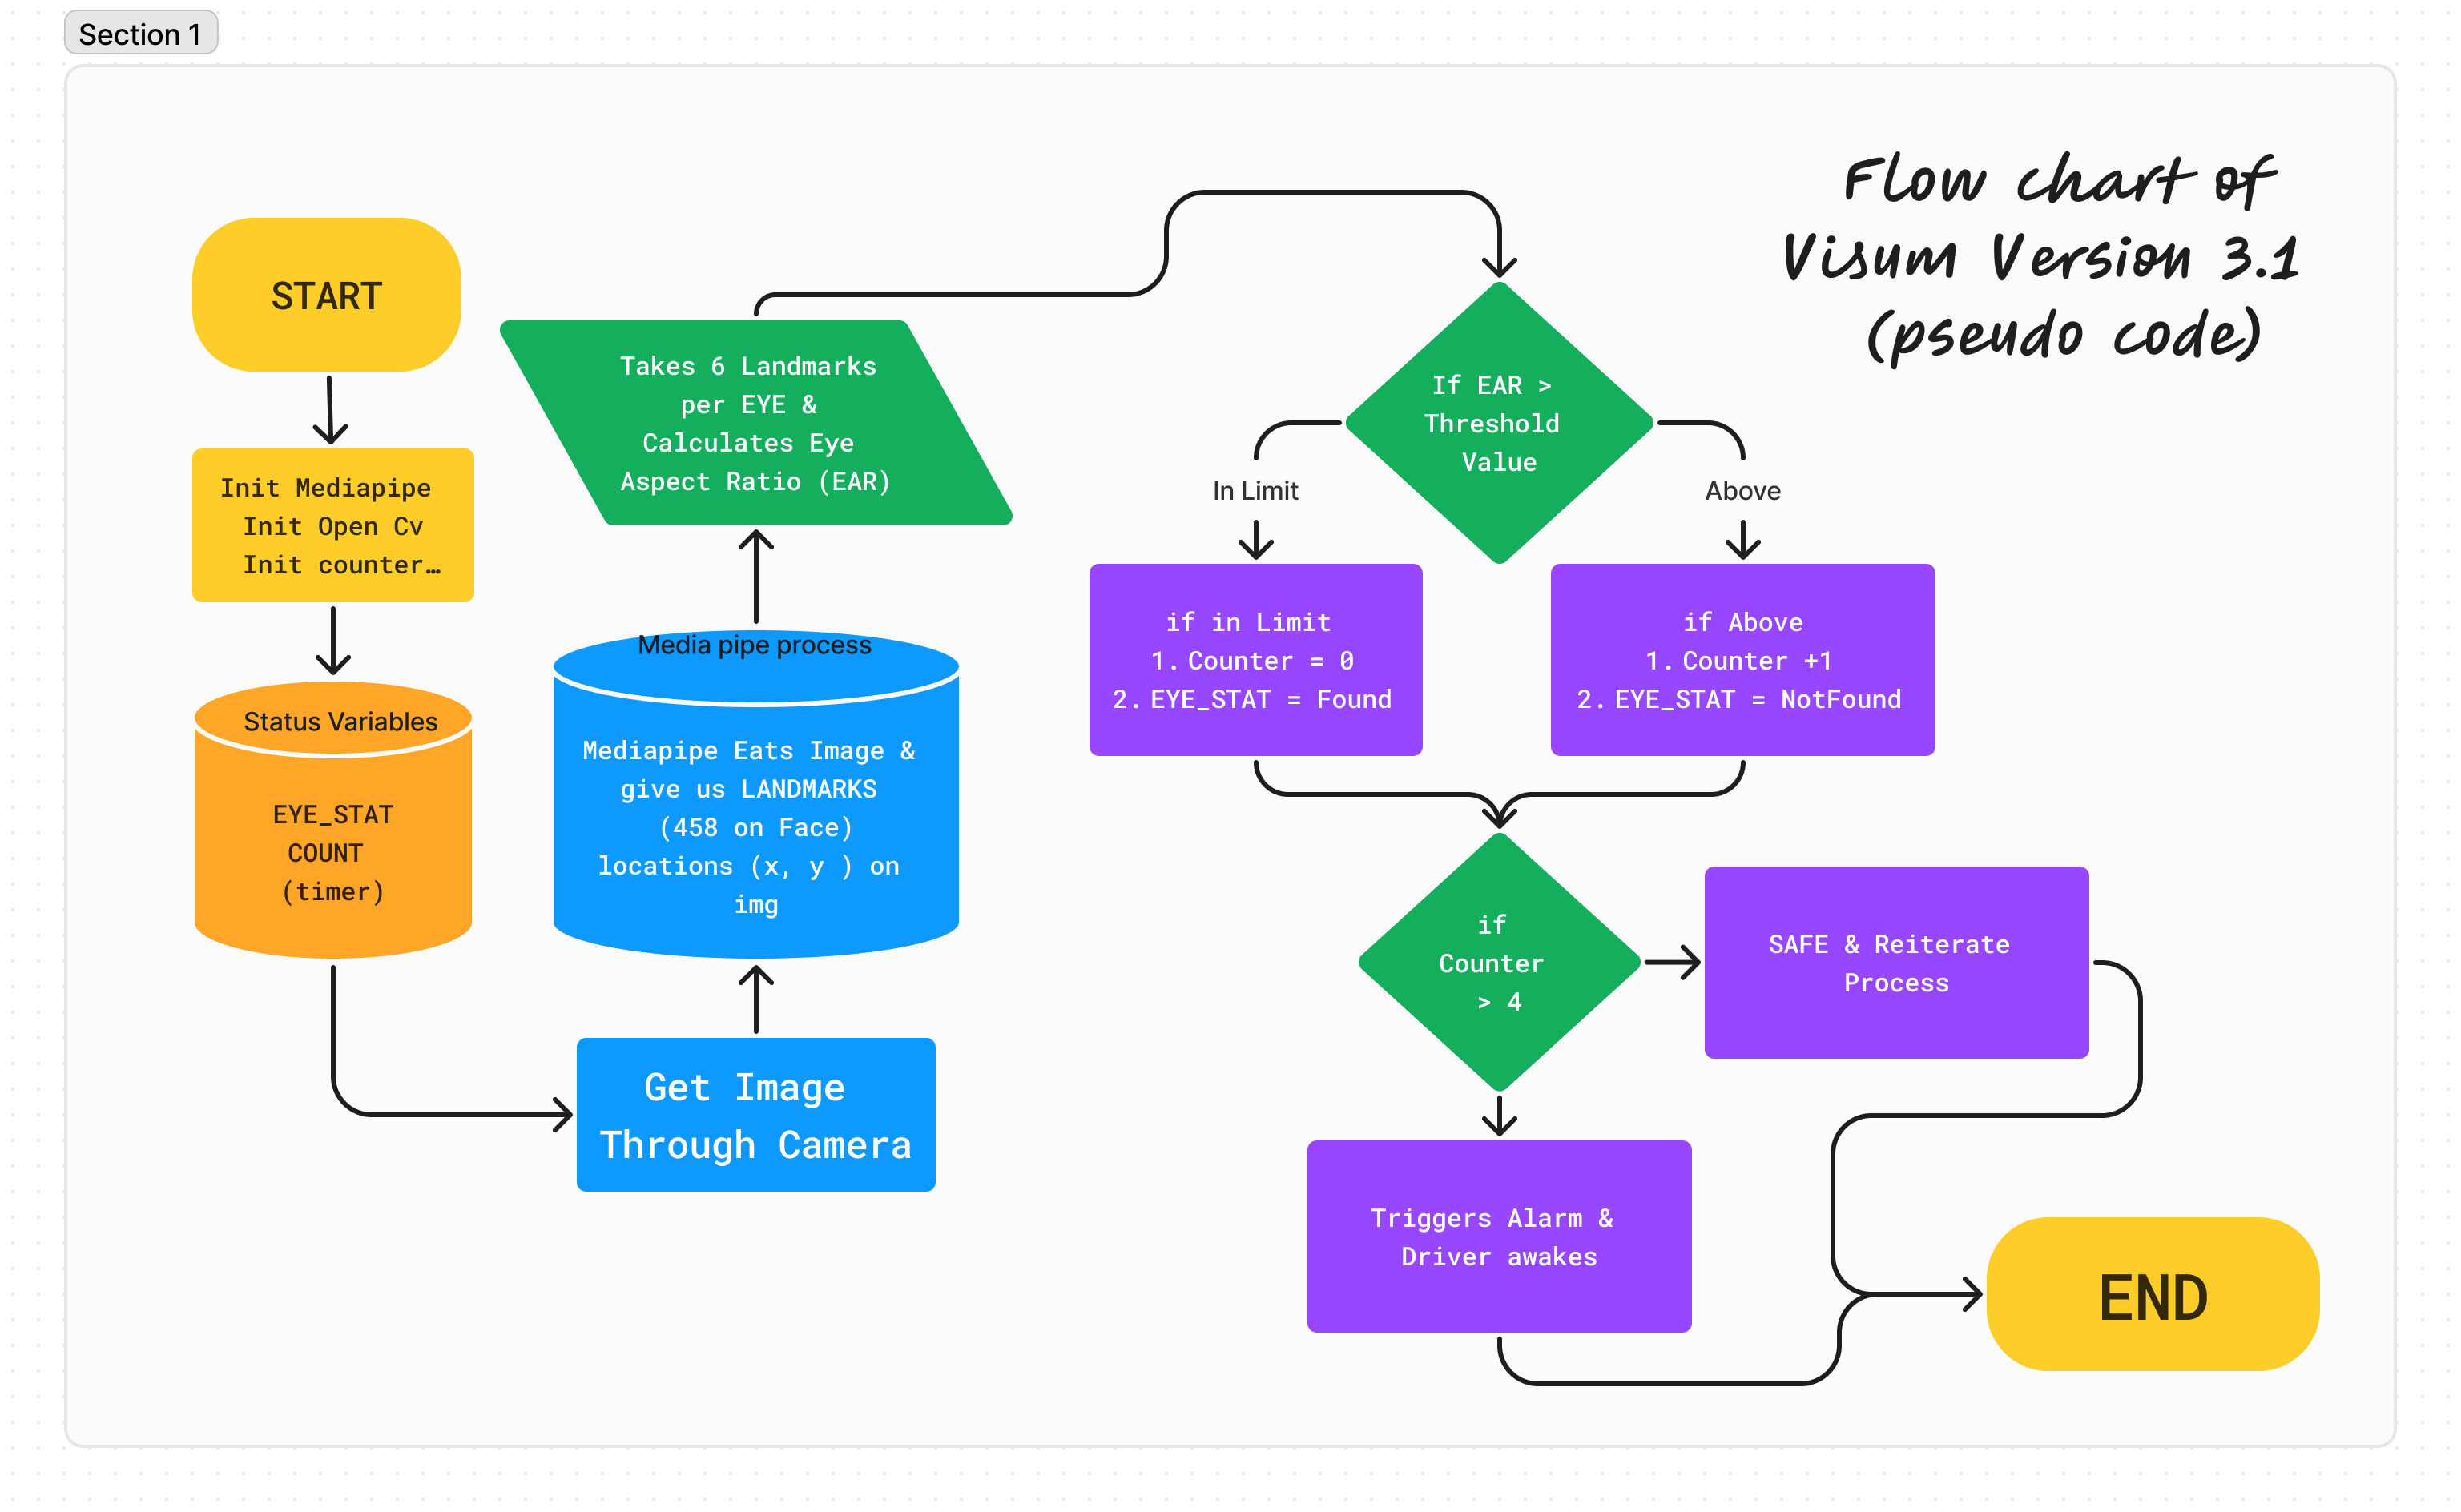 Section 1
Flow chart of
Visum Version 3.1
(pseudo code)
START
Init Mediapipe
Init Open Cv
Init counter…
Status Variables
EYE_STAT
COUNT
(timer)
Get Image
Through Camera
Media pipe process
Mediapipe Eats Image &
give us LANDMARKS
(458 on Face)
locations (x, y ) on
img
Takes 6 Landmarks
per EYE &
Calculates Eye
Aspect Ratio (EAR)
If EAR >
Threshold
Value
In Limit
Above
if in Limit
1. Counter = 0
2. EYE_STAT = Found
if Above
1. Counter +1
2. EYE_STAT = NotFound
if
Counter
> 4
SAFE & Reiterate
Process
Triggers Alarm &
Driver awakes
END